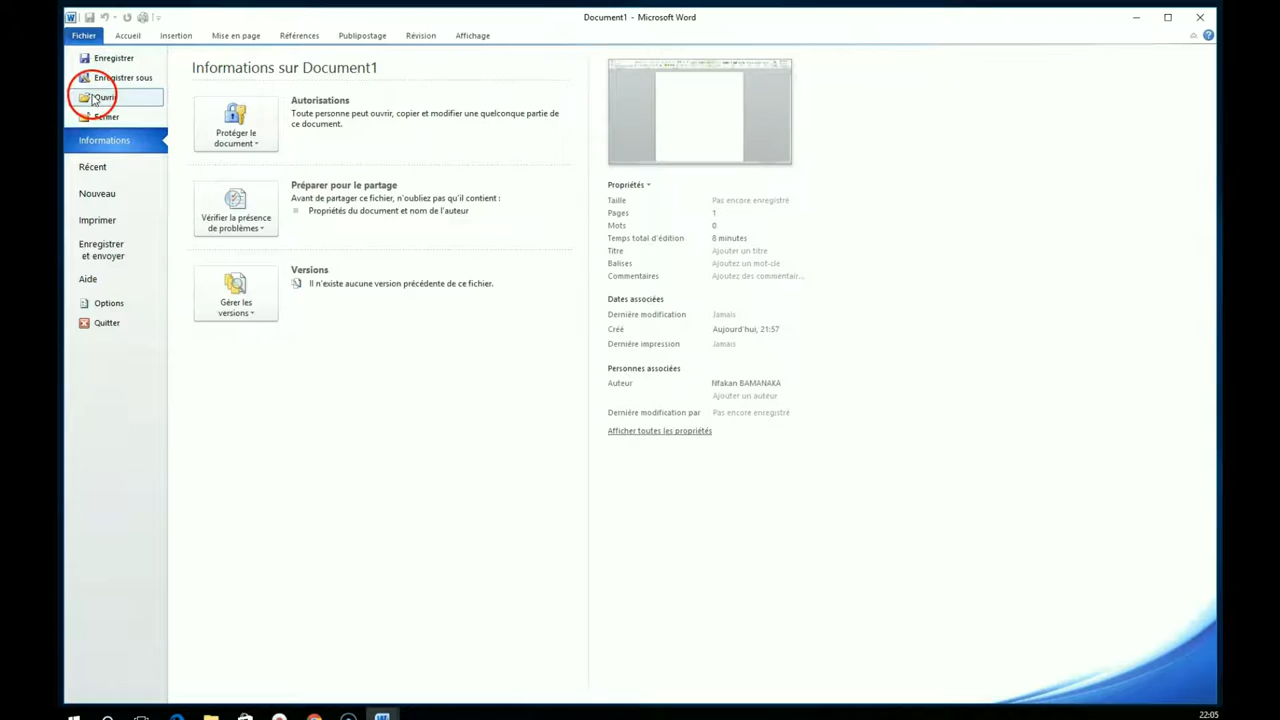 Document1 - Microsoft Word
Fichier Accueil Insertion Mise en page Références Publipostage Révision Affichage
Enregistrer
Enregistrer sous
Ouvrir
Fermer
Informations
Récent
Nouveau
Imprimer
Enregistrer
et envoyer
Aide
Options
Quitter
Informations sur Document1
Protéger le
document
Autorisations
Toute personne peut ouvrir, copier et modifier une quelconque partie de
ce document.
Vérifier la présence
de problèmes
Préparer pour le partage
Avant de partager ce fichier, n'oubliez pas qu'il contient :
Propriétés du document et nom de l'auteur
Gérer les
versions
Versions
Il n'existe aucune version précédente de ce fichier.
Propriétés
Taille Pas encore enregistré
Pages 1
Mots 0
Temps total d'édition 8 minutes
Titre Ajouter un titre
Balises Ajoutez un mot-clé
Commentaires Ajoutez des commentair...
Dates associées
Dernière modification Jamais
Créé Aujourd'hui, 21:57
Dernière impression Jamais
Personnes associées
Auteur Nfakan BAMANAKA
Ajouter un auteur
Dernière modification par Pas encore enregistré
Afficher toutes les propriétés
22:05